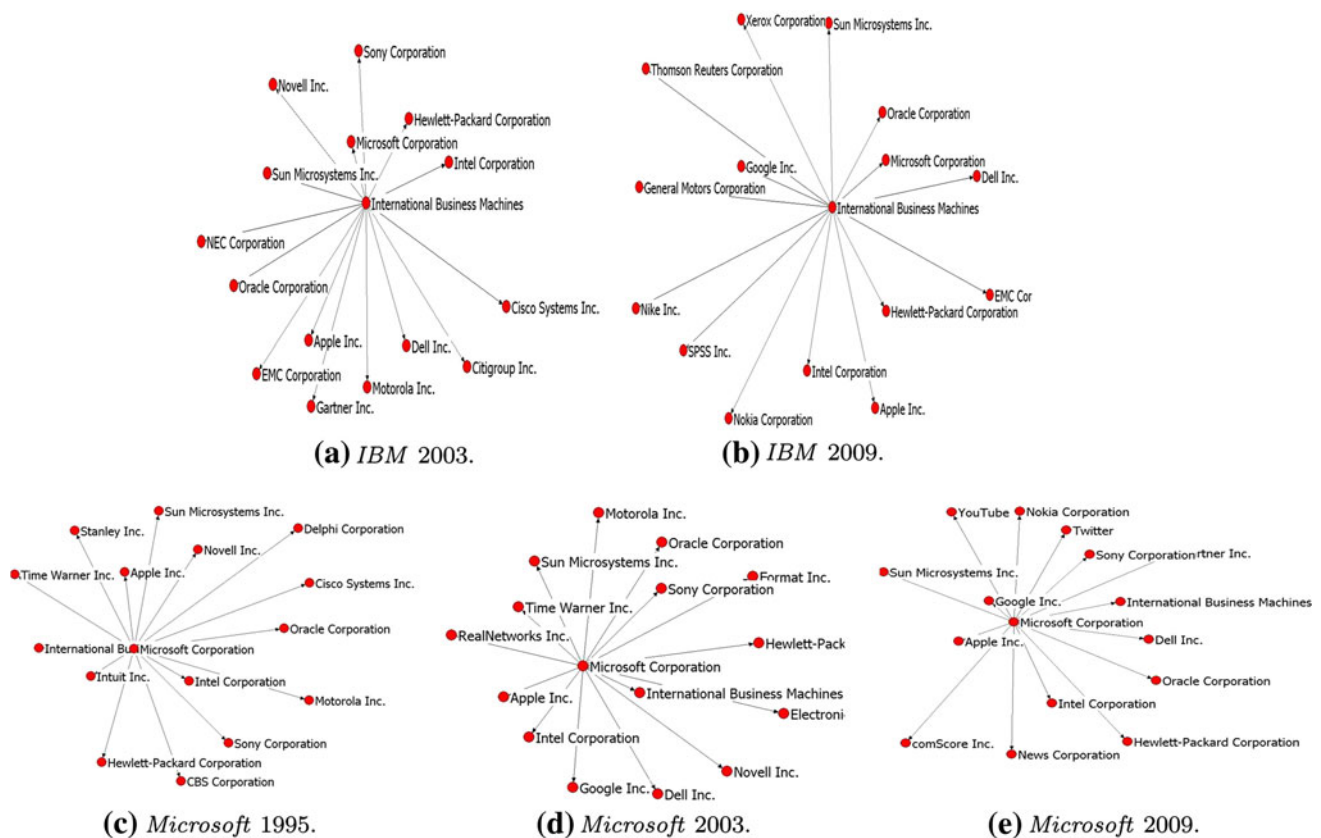 Sony Corporation
Novell Inc.
Hewlett-Packard Corporation
Microsoft Corporation
Intel Corporation
Sun Microsystems Inc.
International Business Machines
NEC Corporation
Oracle Corporation
Cisco Systems Inc.
Apple Inc.
Dell Inc.
Citigroup Inc.
EMC Corporation
Motorola Inc.
Gartner Inc.
(a) IBM 2003.
Xerox Corporation
Sun Microsystems Inc.
Thomson Reuters Corporation
Oracle Corporation
Microsoft Corporation
Google Inc.
Dell Inc.
General Motors Corporation
International Business Machines
EMC Cor
Nike Inc.
Hewlett-Packard Corporation
SPSS Inc.
Intel Corporation
Apple Inc.
Nokia Corporation
(b) IBM 2009.
Sun Microsystems Inc.
Stanley Inc.
Delphi Corporation
Novell Inc.
Time Warner Inc.
Apple Inc.
Cisco Systems Inc.
Oracle Corporation
International Bu
Microsoft Corporation
Intuit Inc.
Intel Corporation
Motorola Inc.
Sony Corporation
Hewlett-Packard Corporation
CBS Corporation
(c) Microsoft 1995.
Motorola Inc.
Oracle Corporation
Sun Microsystems Inc.
Format Inc.
Sony Corporation
Time Warner Inc.
RealNetworks Inc.
Hewlett-Pack
Microsoft Corporation
International Business Machines
Apple Inc.
Electroni
Intel Corporation
Novell Inc.
Google Inc.
Dell Inc.
(d) Microsoft 2003.
YouTube
Nokia Corporation
Twitter
Sony Corporation
rtner Inc.
Sun Microsystems Inc.
Google Inc.
International Business Machines
Microsoft Corporation
Apple Inc.
Dell Inc.
Oracle Corporation
Intel Corporation
comScore Inc.
News Corporation
Hewlett-Packard Corporation
(e) Microsoft 2009.